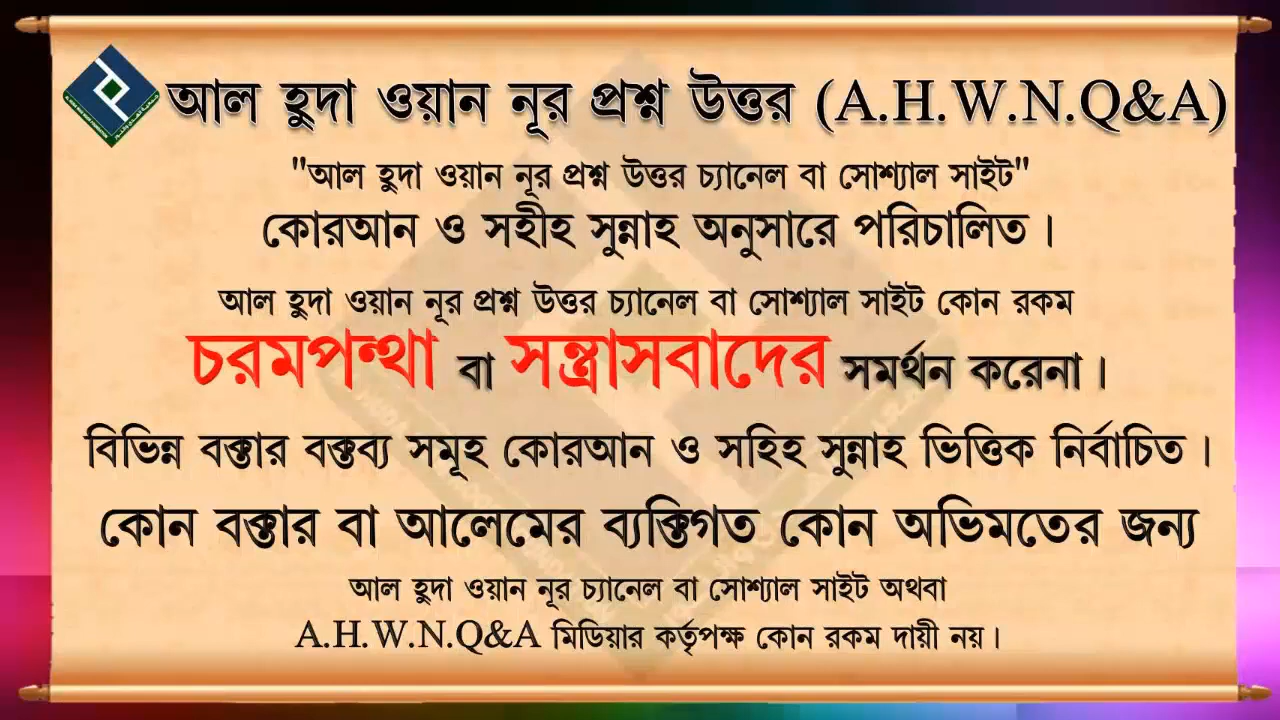 আল হুদা ওয়ান নূর প্রশ্ন উত্তর (A.H.W.N.Q&A)
"আল হুদা ওয়ান নূর প্রশ্ন উত্তর চ্যানেল বা সোশ্যাল সাইট"
কোরআন ও সহীহ সুন্নাহ অনুসারে পরিচালিত।
আল হুদা ওয়ান নূর প্রশ্ন উত্তর চ্যানেল বা সোশ্যাল সাইট কোন রকম
চরমপন্থা বা সন্ত্রাসবাদের সমর্থন করেনা।
বিভিন্ন বক্তার বক্তব্য সমূহ কোরআন ও সহিহ সুন্নাহ ভিত্তিক নির্বাচিত।
কোন বক্তার বা আলেমের ব্যক্তিগত কোন অভিমতের জন্য
আল হুদা ওয়ান নূর চ্যানেল বা সোশ্যাল সাইট অথবা
A.H.W.N.Q&A মিডিয়ার কর্তৃপক্ষ কোন রকম দায়ী নয়।